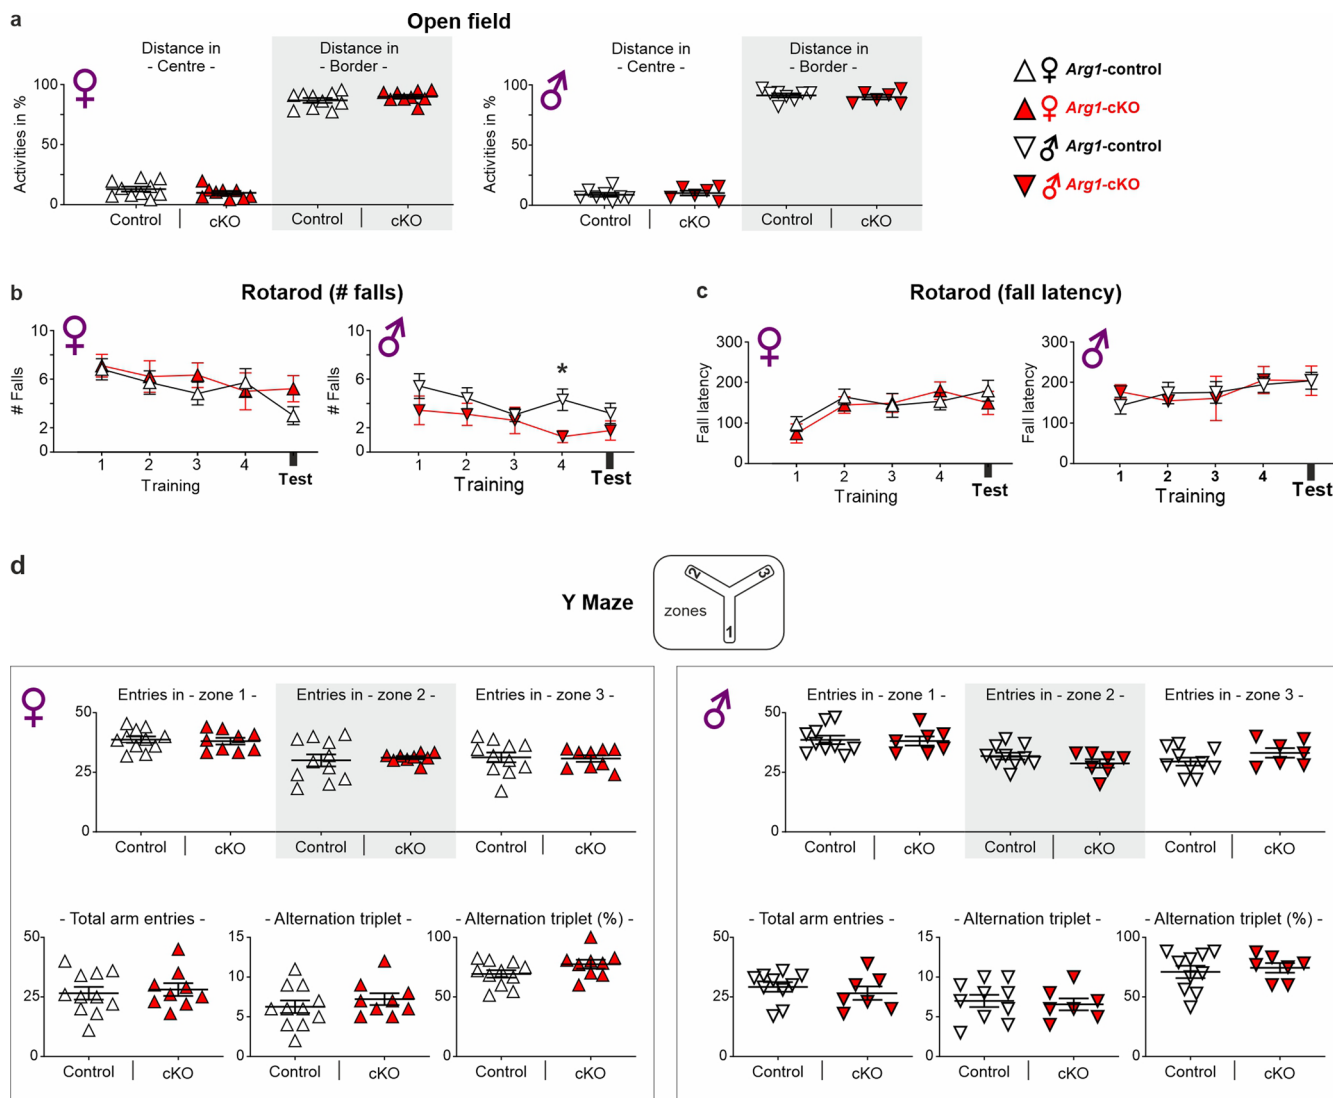 a
Open field
Distance in
- Centre -
Distance in
- Border -
Distance in
- Centre -
Distance in
- Border -
Activities in %
100
50
0
Control | cKO
Control | cKO
Activities in %
100
50
0
Control | cKO
Control | cKO
♀ Arg1-control
♀ Arg1-cKO
♂ Arg1-control
♂ Arg1-cKO
b
Rotarod (# falls)
# Falls
10
6
4
2
0
1 2 3 4
Training
Test
# Falls
10
6
4
2
0
*
1 2 3 4
Training
Test
c
Rotarod (fall latency)
Fall latency
300
200
100
0
1 2 3 4
Training
Test
Fall latency
300
200
100
0
1 2 3 4
Training
Test
d
Y Maze
zones
1
2
3
Entries in - zone 1 -
Entries in - zone 2 -
Entries in - zone 3 -
50
25
0
Control | cKO
Control | cKO
Control | cKO
- Total arm entries -
- Alternation triplet -
- Alternation triplet (%) -
50
25
0
Control | cKO
15
10
5
0
Control | cKO
100
50
0
Control | cKO
Entries in - zone 1 -
Entries in - zone 2 -
Entries in - zone 3 -
50
25
0
Control | cKO
Control | cKO
Control | cKO
- Total arm entries -
- Alternation triplet -
- Alternation triplet (%) -
50
25
0
Control | cKO
15
10
5
0
Control | cKO
100
50
0
Control | cKO